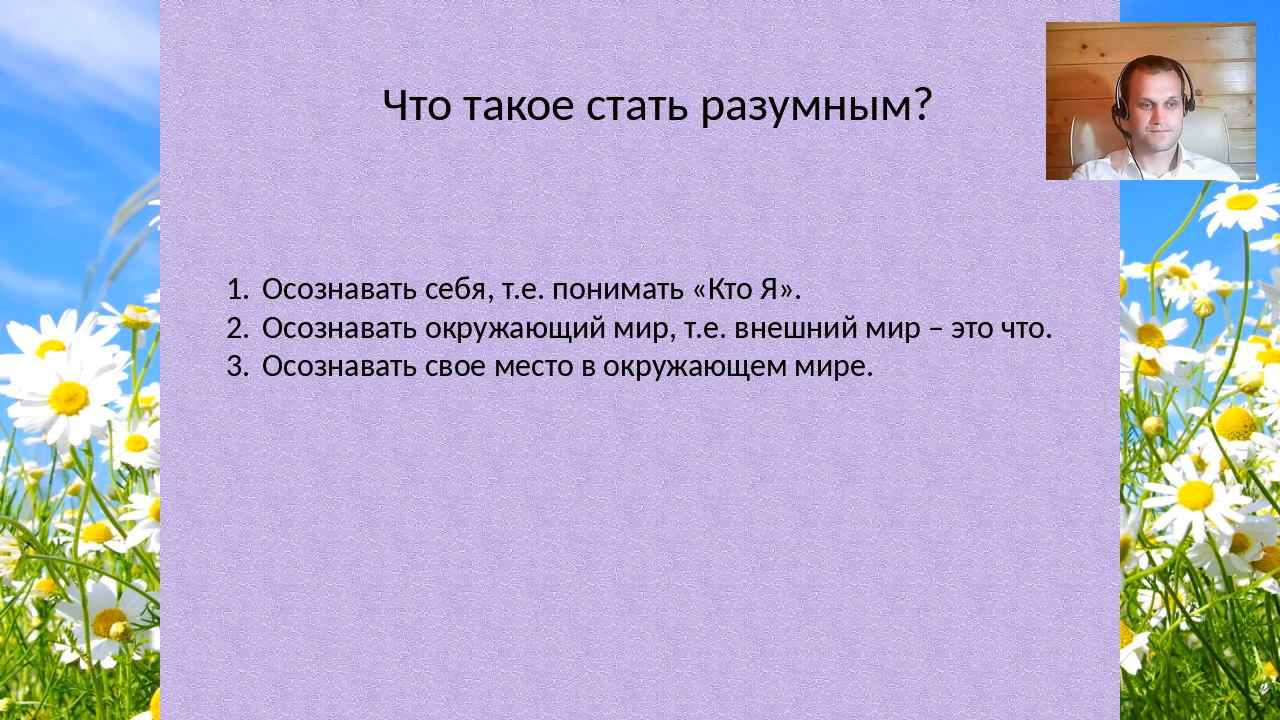 Что такое стать разумным?
1. Осознавать себя, т.е. понимать «Кто Я».
2. Осознавать окружающий мир, т.е. внешний мир – это что.
3. Осознавать свое место в окружающем мире.